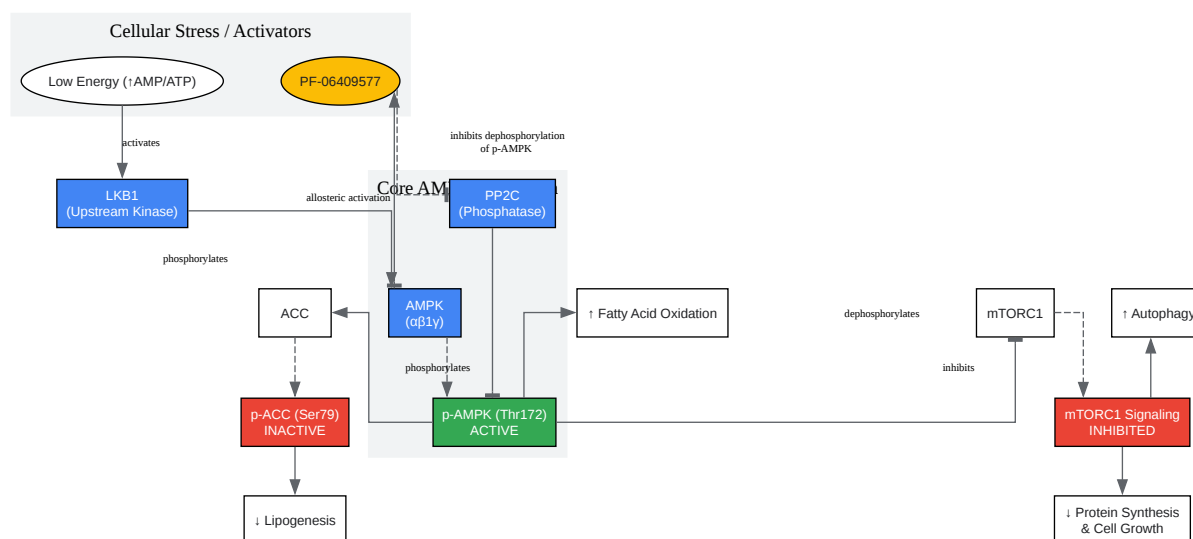 Cellular Stress / Activators
Low Energy (↑AMP/ATP)
PF-06409577
activates
inhibits dephosphorylation
of p-AMPK
Core AM
LKB1
(Upstream Kinase)
allosteric activation
PP2C
(Phosphatase)
phosphorylates
ACC
AMPK
(αβ1γ)
↑ Fatty Acid Oxidation
dephosphorylates
mTORC1
↑ Autophagy
phosphorylates
inhibits
p-ACC (Ser79)
INACTIVE
p-AMPK (Thr172)
ACTIVE
mTORC1 Signaling
INHIBITED
↓ Lipogenesis
↓ Protein Synthesis
& Cell Growth